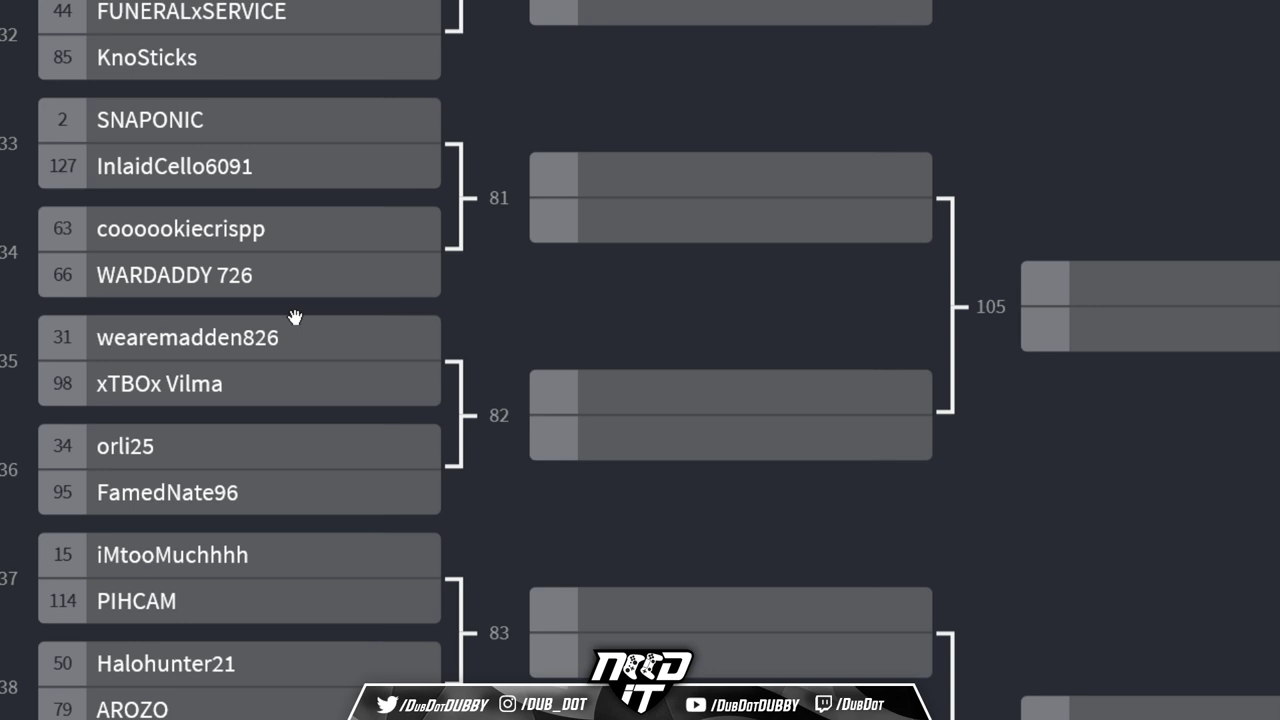 44 FUNERALxSERVICE
32
85 KnoSticks
2 SNAPONIC
33
127 InlaidCello6091
81
63 cooookiecrispp
34
66 WARDADDY 726
105
31 wearemadden826
35
98 xTBOx Vilma
82
34 orli25
36
95 FamedNate96
15 iMtooMuchhhh
37
114 PIHCAM
83
50 Halohunter21
38
79 AROZO
NEED
IT
/DubDotDUBBY /DUB_DOT /DubDotDUBBY /DubDot